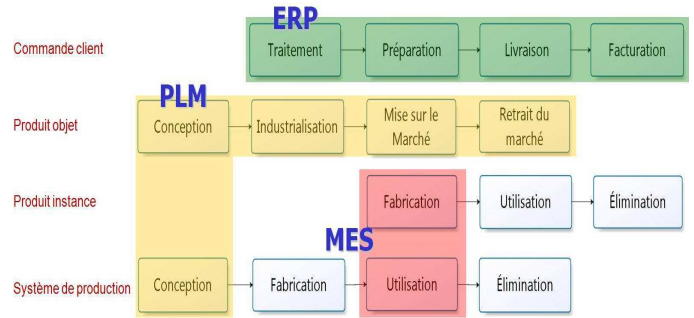 ERP
Commande client
Traitement
Préparation
Livraison
Facturation
PLM
Produit objet
Conception
Industrialisation
Mise sur le
Marché
Retrait du
marché
Produit instance
Fabrication
Utilisation
Élimination
MES
Système de production
Conception
Fabrication
Utilisation
Élimination